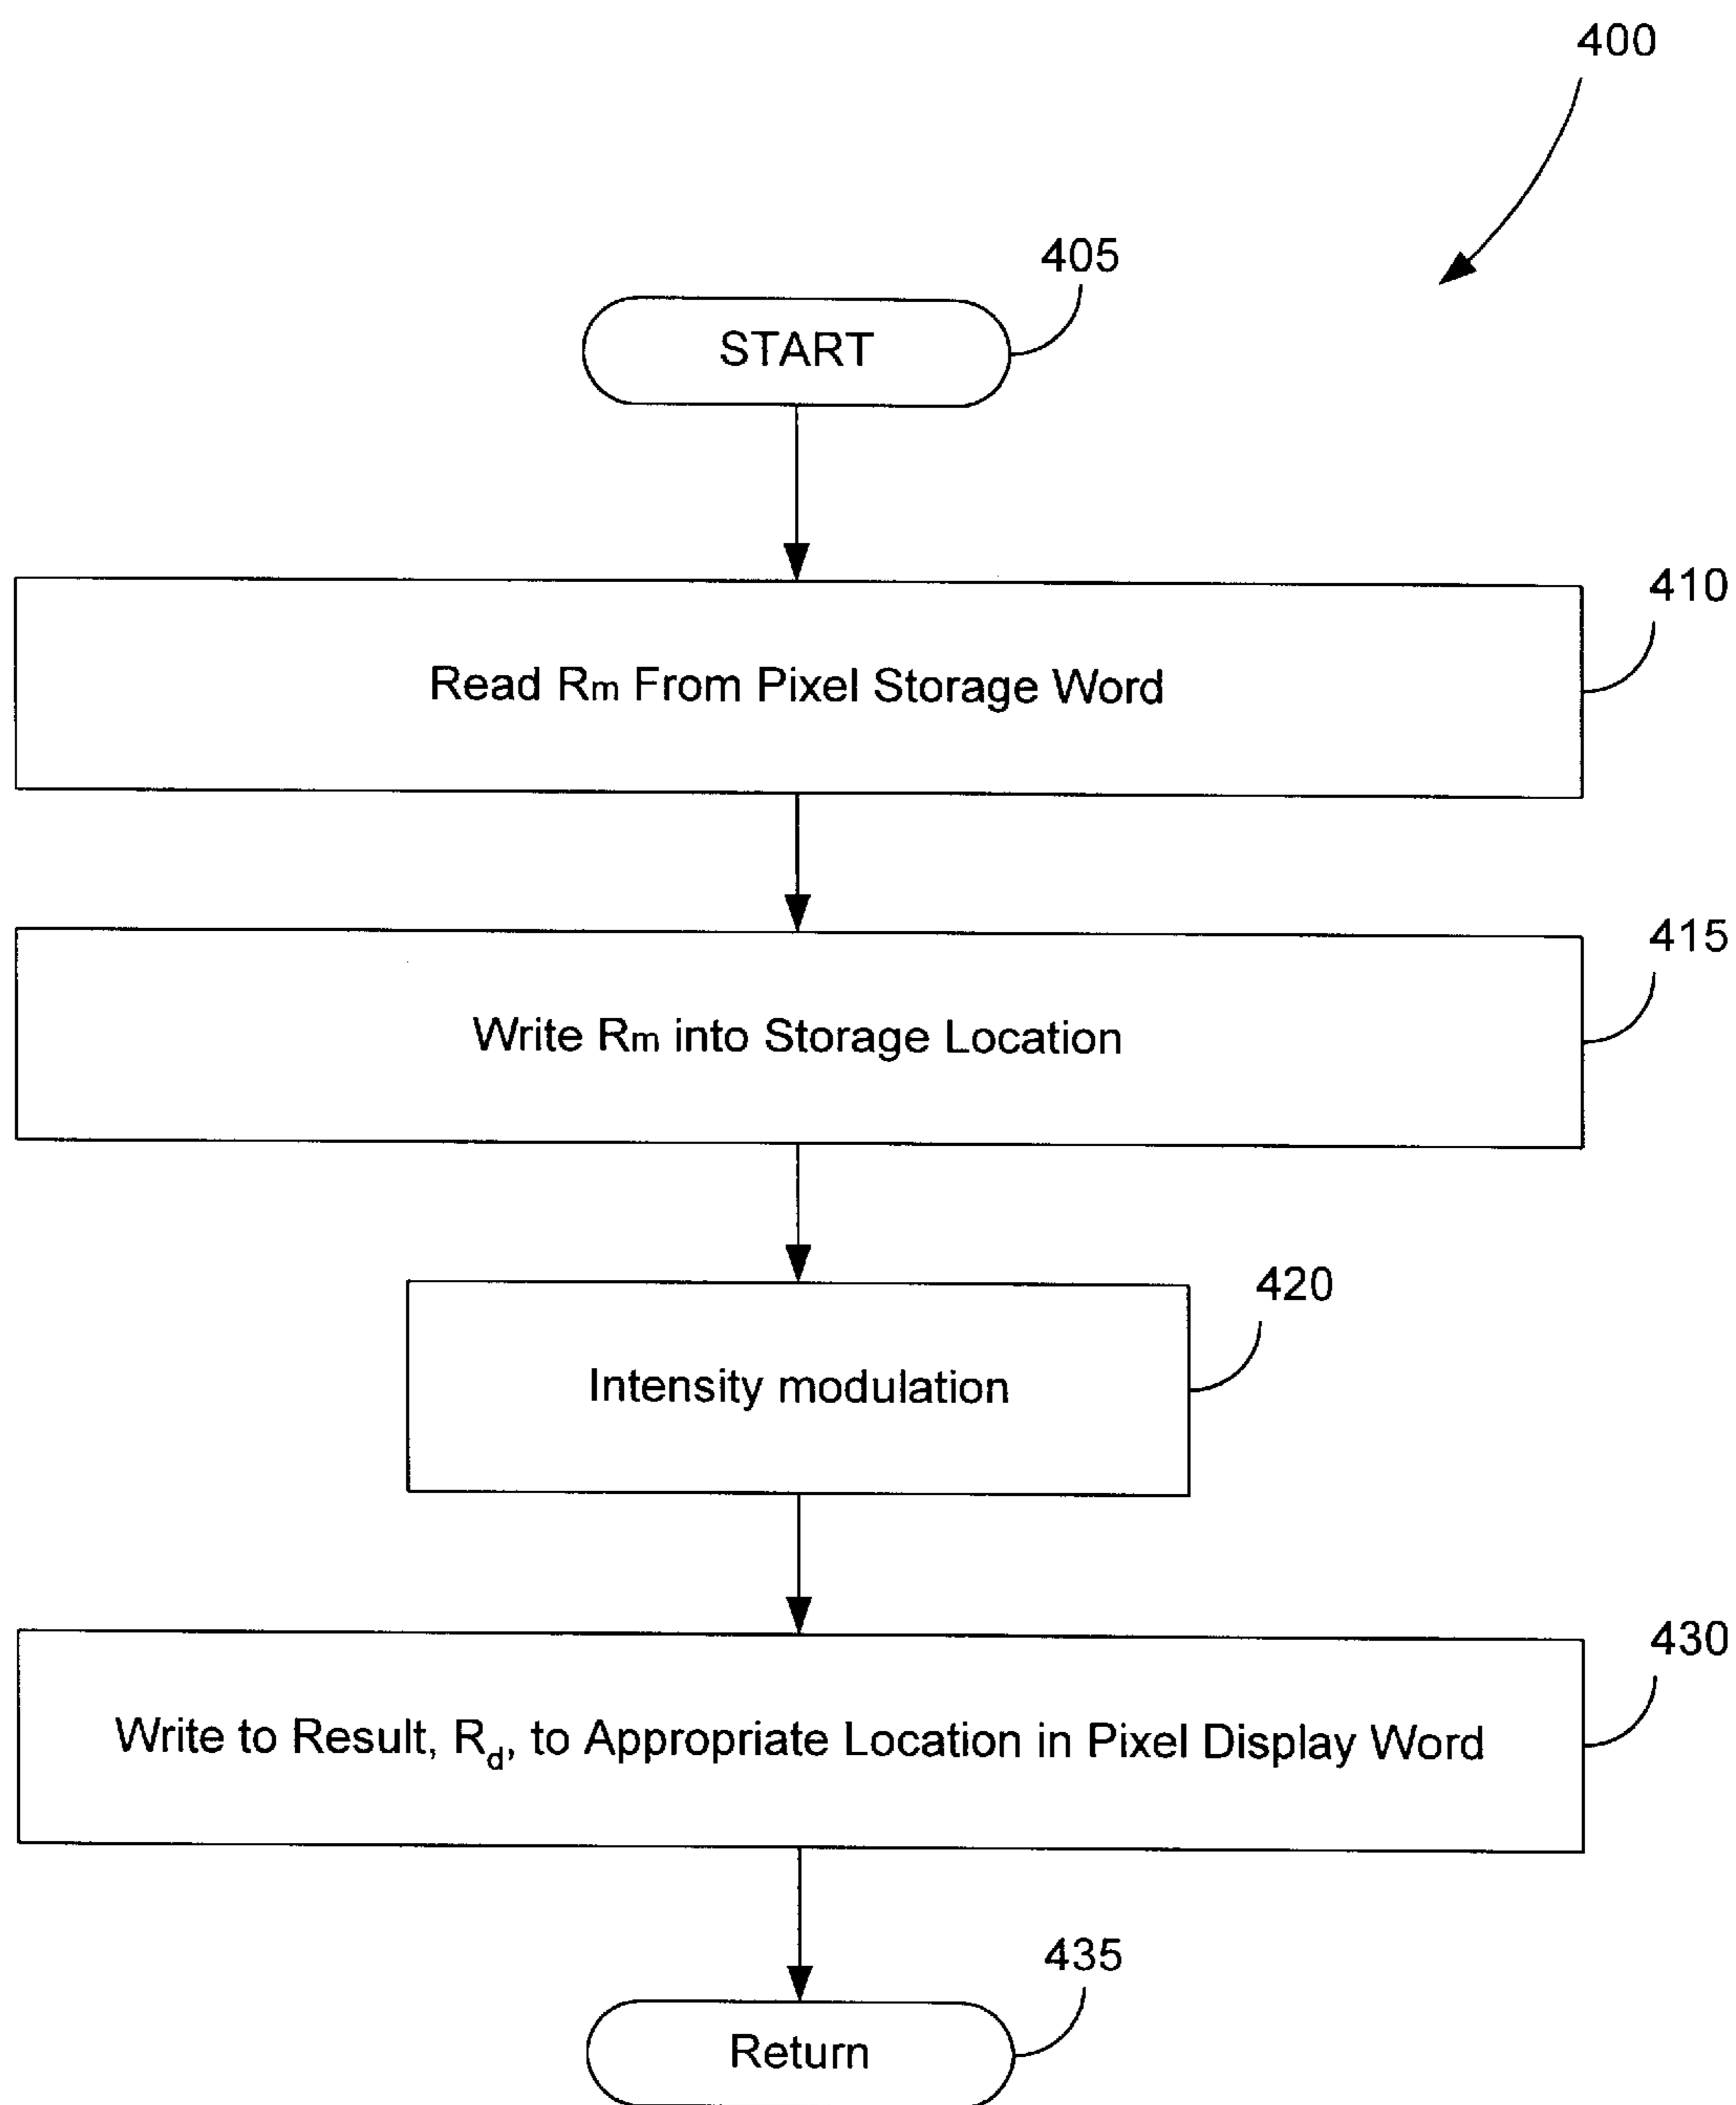 400
405
START
410
Read Rm From Pixel Storage Word
415
Write Rm into Storage Location
420
Intensity modulation
430
Write to Result, Rd, to Appropriate Location in Pixel Display Word
435
Return